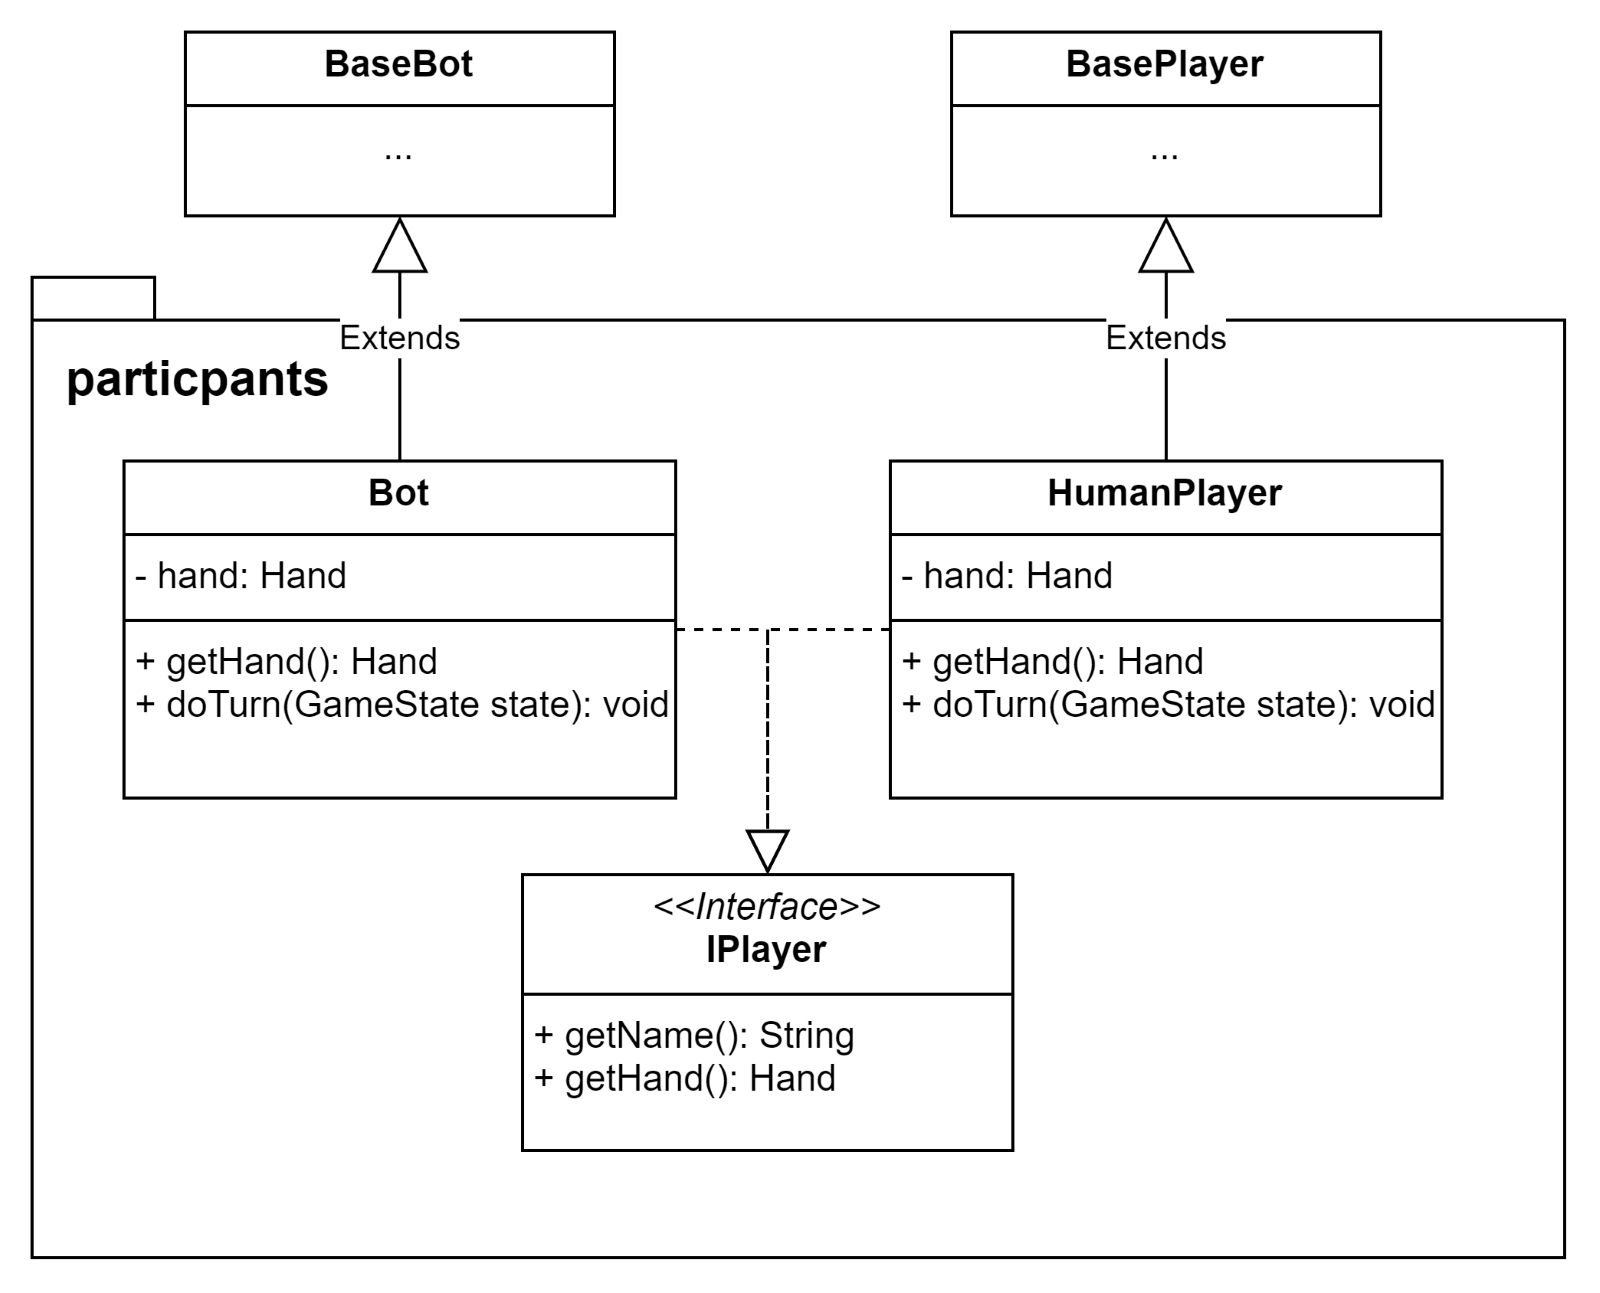 BaseBot
...
BasePlayer
...
Extends
Extends
particpants
Bot
- hand: Hand
+ getHand(): Hand
+ doTurn(GameState state): void
HumanPlayer
- hand: Hand
+ getHand(): Hand
+ doTurn(GameState state): void
<<Interface>>
IPlayer
+ getName(): String
+ getHand(): Hand